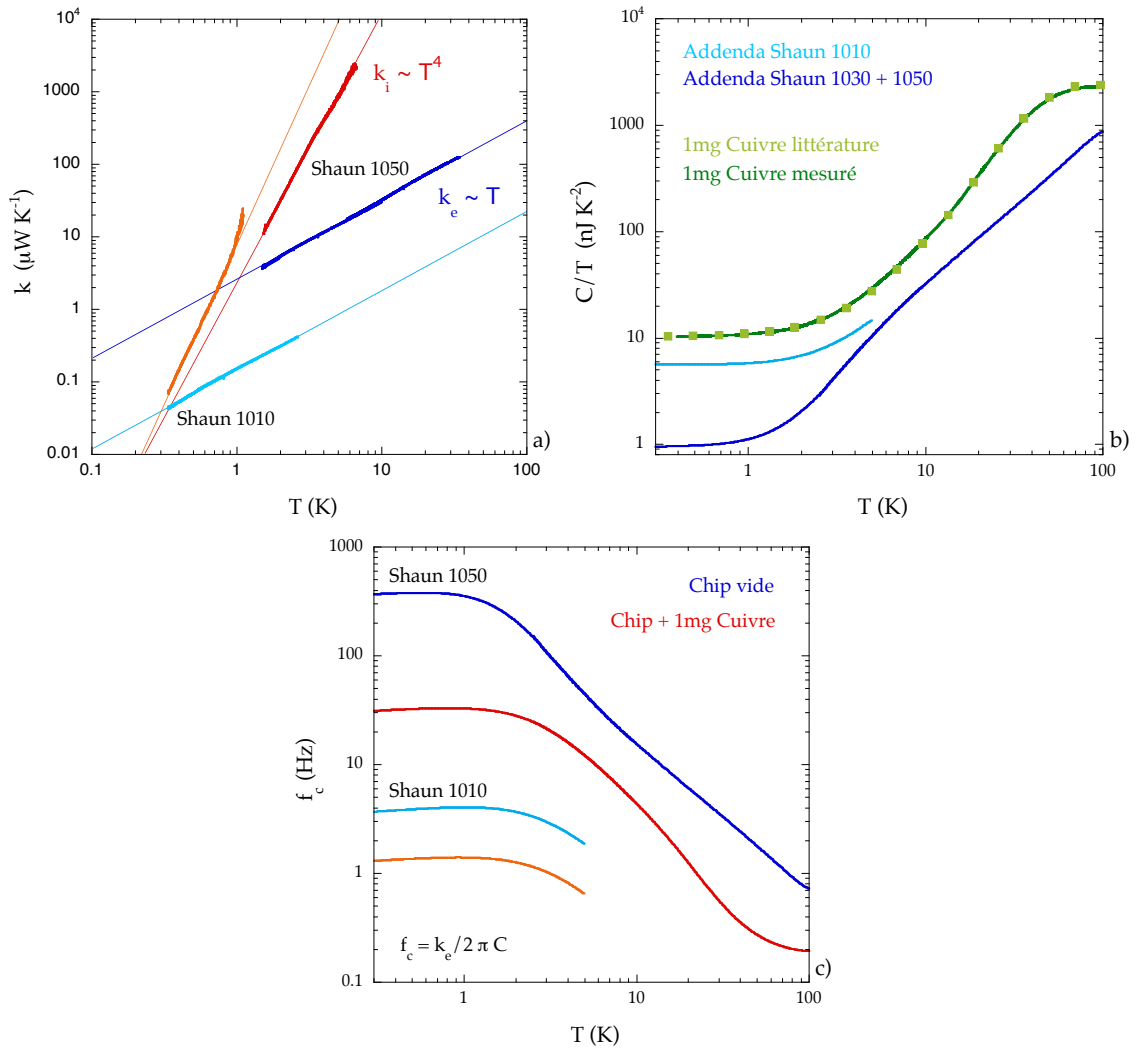 10⁴
1000
100
10
1
0.1
0.01
0.1
1
10
100
k (μW K⁻¹)
T (K)
k_i ~ T⁴
Shaun 1050
k_e ~ T
Shaun 1010
a)
10⁴
1000
100
10
1
1
10
100
C/T (nJ K⁻²)
T (K)
Addenda Shaun 1010
Addenda Shaun 1030 + 1050
1mg Cuivre littérature
1mg Cuivre mesuré
b)
1000
100
10
1
0.1
1
10
100
f_c (Hz)
T (K)
Shaun 1050
Chip vide
Chip + 1mg Cuivre
Shaun 1010
f_c = k_e/2 π C
c)